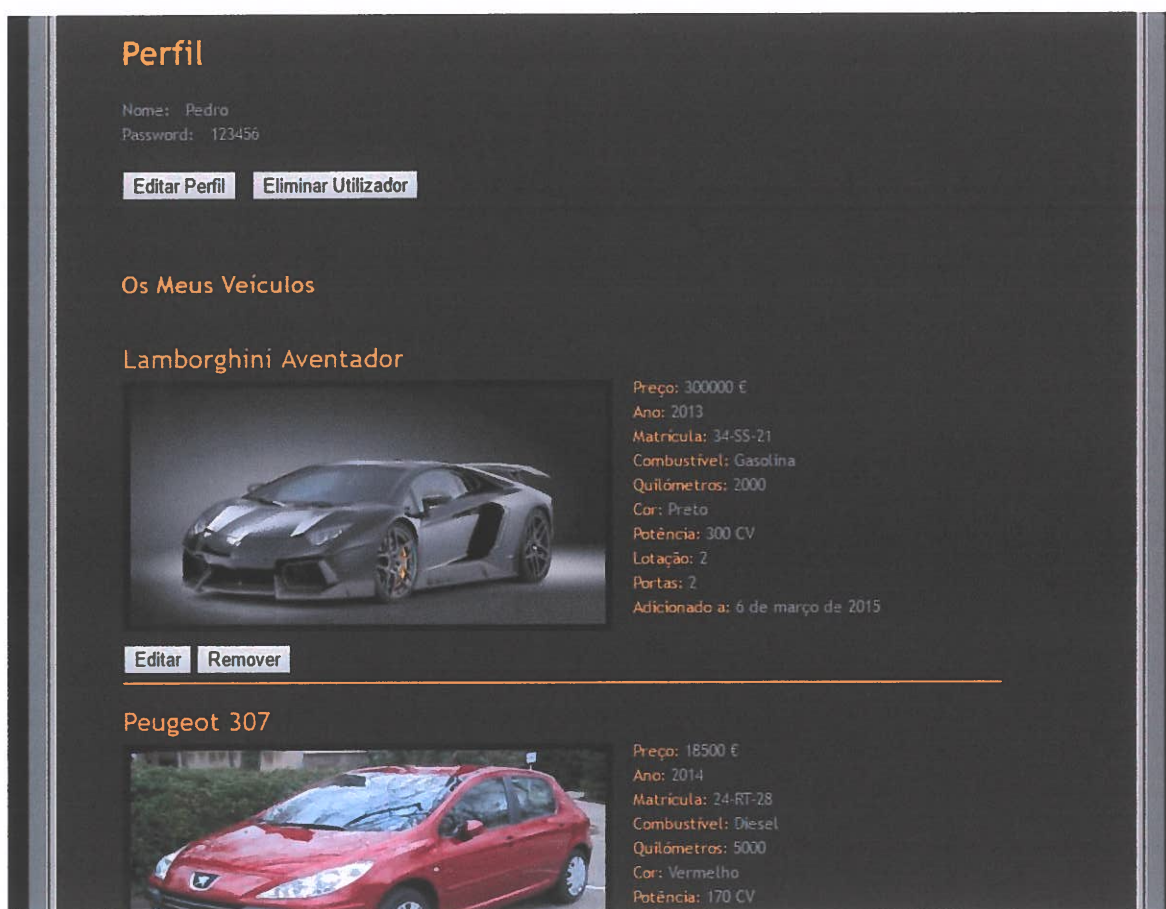 Perfil
Nome: Pedro
Password: 123456
Editar Perfil Eliminar Utilizador
Os Meus Veículos
Lamborghini Aventador
Preço: 300000 €
Ano: 2013
Matrícula: 34-SS-21
Combustível: Gasolina
Quilómetros: 2000
Cor: Preto
Potência: 300 CV
Lotação: 2
Portas: 2
Adicionado a: 6 de março de 2015
Editar Remover
Peugeot 307
Preço: 18500 €
Ano: 2014
Matrícula: 24-RT-28
Combustível: Diesel
Quilómetros: 5000
Cor: Vermelho
Potência: 170 CV